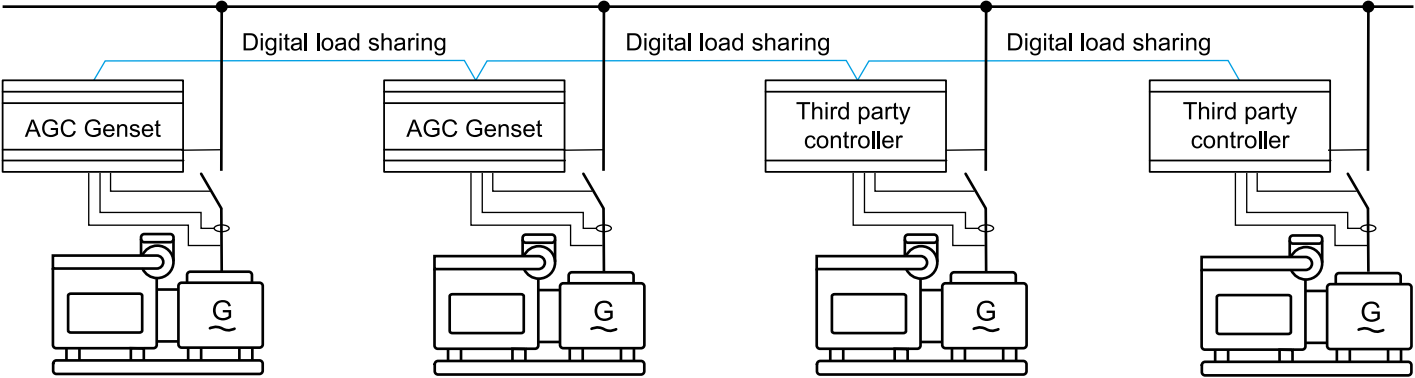 Digital load sharing
Digital load sharing
Digital load sharing
AGC Genset
AGC Genset
Third party
controller
Third party
controller
G
G
G
G